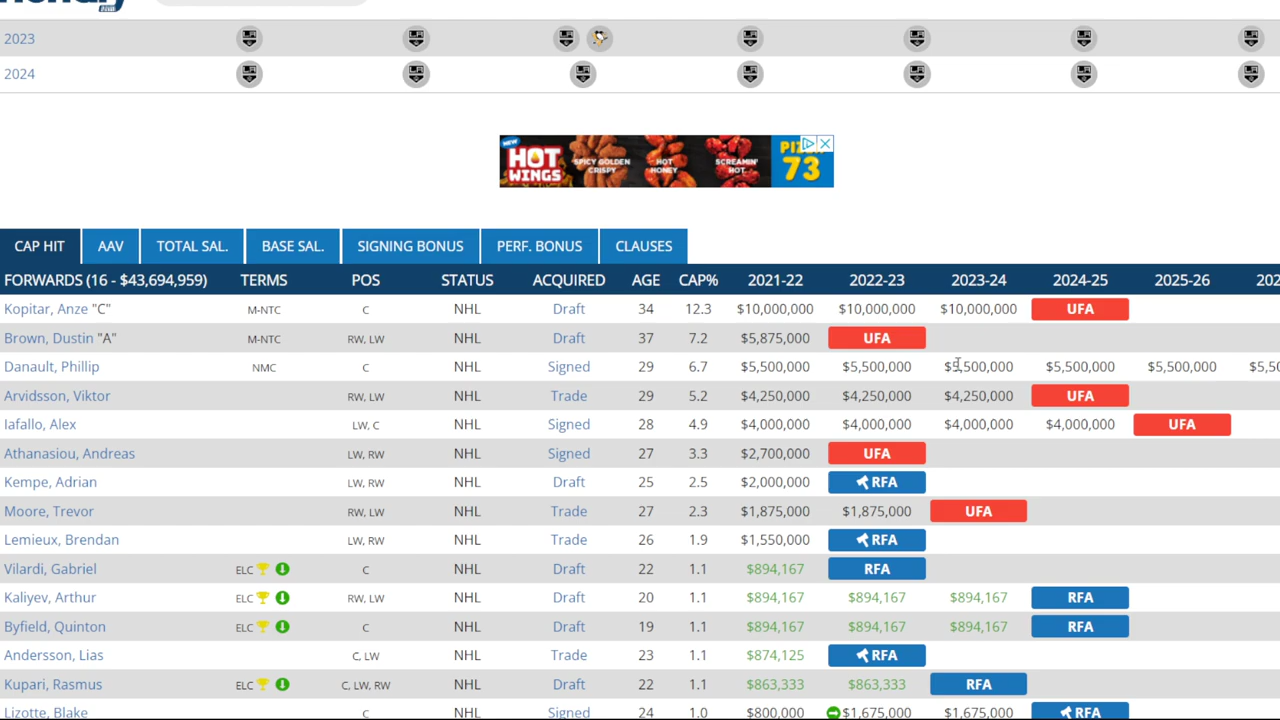 2023
2024
NEW HOT WINGS SPICY GOLDEN CRISPY HOT HONEY SCREAMIN' HOT 73
CAP HIT AAV TOTAL SAL. BASE SAL. SIGNING BONUS PERF. BONUS CLAUSES
FORWARDS (16 - $43,694,959) TERMS POS STATUS ACQUIRED AGE CAP% 2021-22 2022-23 2023-24 2024-25 2025-26
Kopitar, Anze "C" M-NTC C NHL Draft 34 12.3 $10,000,000 $10,000,000 $10,000,000 UFA
Brown, Dustin "A" M-NTC RW, LW NHL Draft 37 7.2 $5,875,000 UFA
Danault, Phillip NMC C NHL Signed 29 6.7 $5,500,000 $5,500,000 $5,500,000 $5,500,000 $5,500,000
Arvidsson, Viktor RW, LW NHL Trade 29 5.2 $4,250,000 $4,250,000 $4,250,000 UFA
Iafallo, Alex LW, C NHL Signed 28 4.9 $4,000,000 $4,000,000 $4,000,000 $4,000,000 UFA
Athanasiou, Andreas LW, RW NHL Signed 27 3.3 $2,700,000 UFA
Kempe, Adrian LW, RW NHL Draft 25 2.5 $2,000,000 RFA
Moore, Trevor RW, LW NHL Trade 27 2.3 $1,875,000 $1,875,000 UFA
Lemieux, Brendan LW, RW NHL Trade 26 1.9 $1,550,000 RFA
Vilardi, Gabriel ELC C NHL Draft 22 1.1 $894,167 RFA
Kaliyev, Arthur ELC RW, LW NHL Draft 20 1.1 $894,167 $894,167 $894,167 RFA
Byfield, Quinton ELC C NHL Draft 19 1.1 $894,167 $894,167 $894,167 RFA
Andersson, Lias C, LW NHL Trade 23 1.1 $874,125 RFA
Kupari, Rasmus ELC C, LW, RW NHL Draft 22 1.1 $863,333 $863,333 RFA
Lizotte, Blake C NHL Signed 24 1.0 $800,000 $1,675,000 $1,675,000 RFA